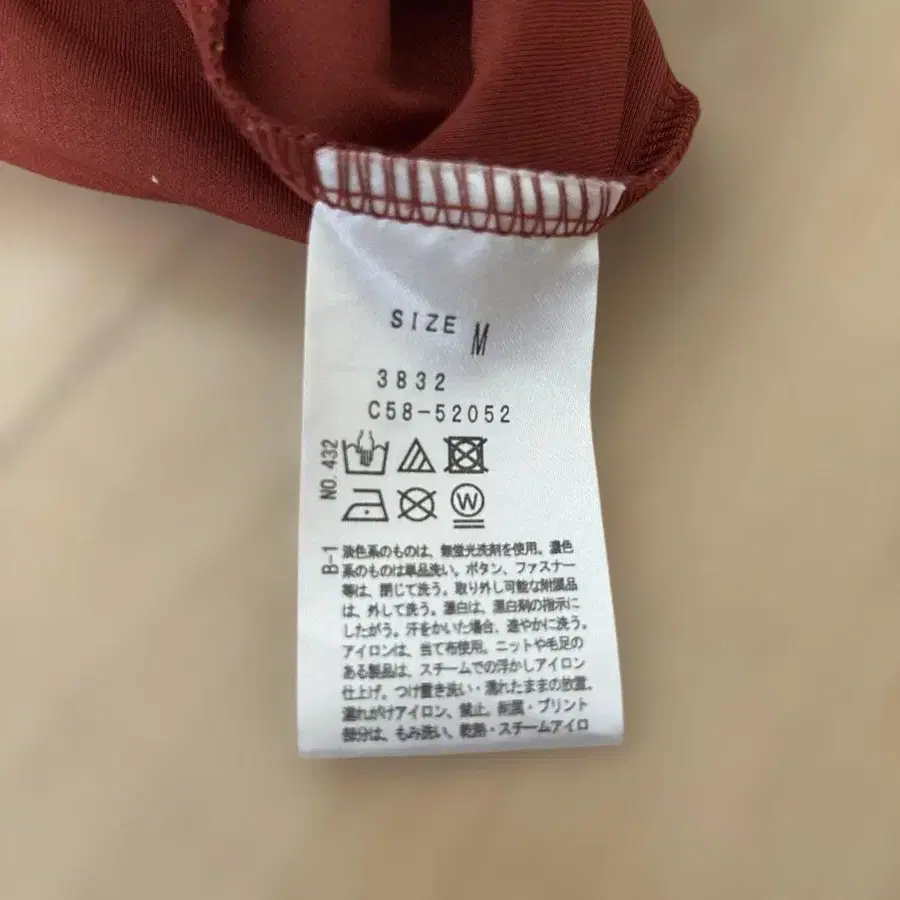 SIZE M
3832
C58-52052
NO. 432
W
B-1
淡色系のものは、無蛍光洗剤を使用。濃色
系のものは単品洗い。ボタン、ファスナー
等は、閉じて洗う。取り外し可能な附属品
は、外して洗う。漂白は、漂白剤の指示に
したがう。汗をかいた場合、速やかに洗う。
アイロンは、当て布使用。ニットや毛足の
ある製品は、スチームでの浮かしアイロン
仕上げ。つけ置き洗い・濡れたままの放置。
濡れがけアイロン、禁止。附属・プリント
部分は、もみ洗い、乾熱・スチームアイロ